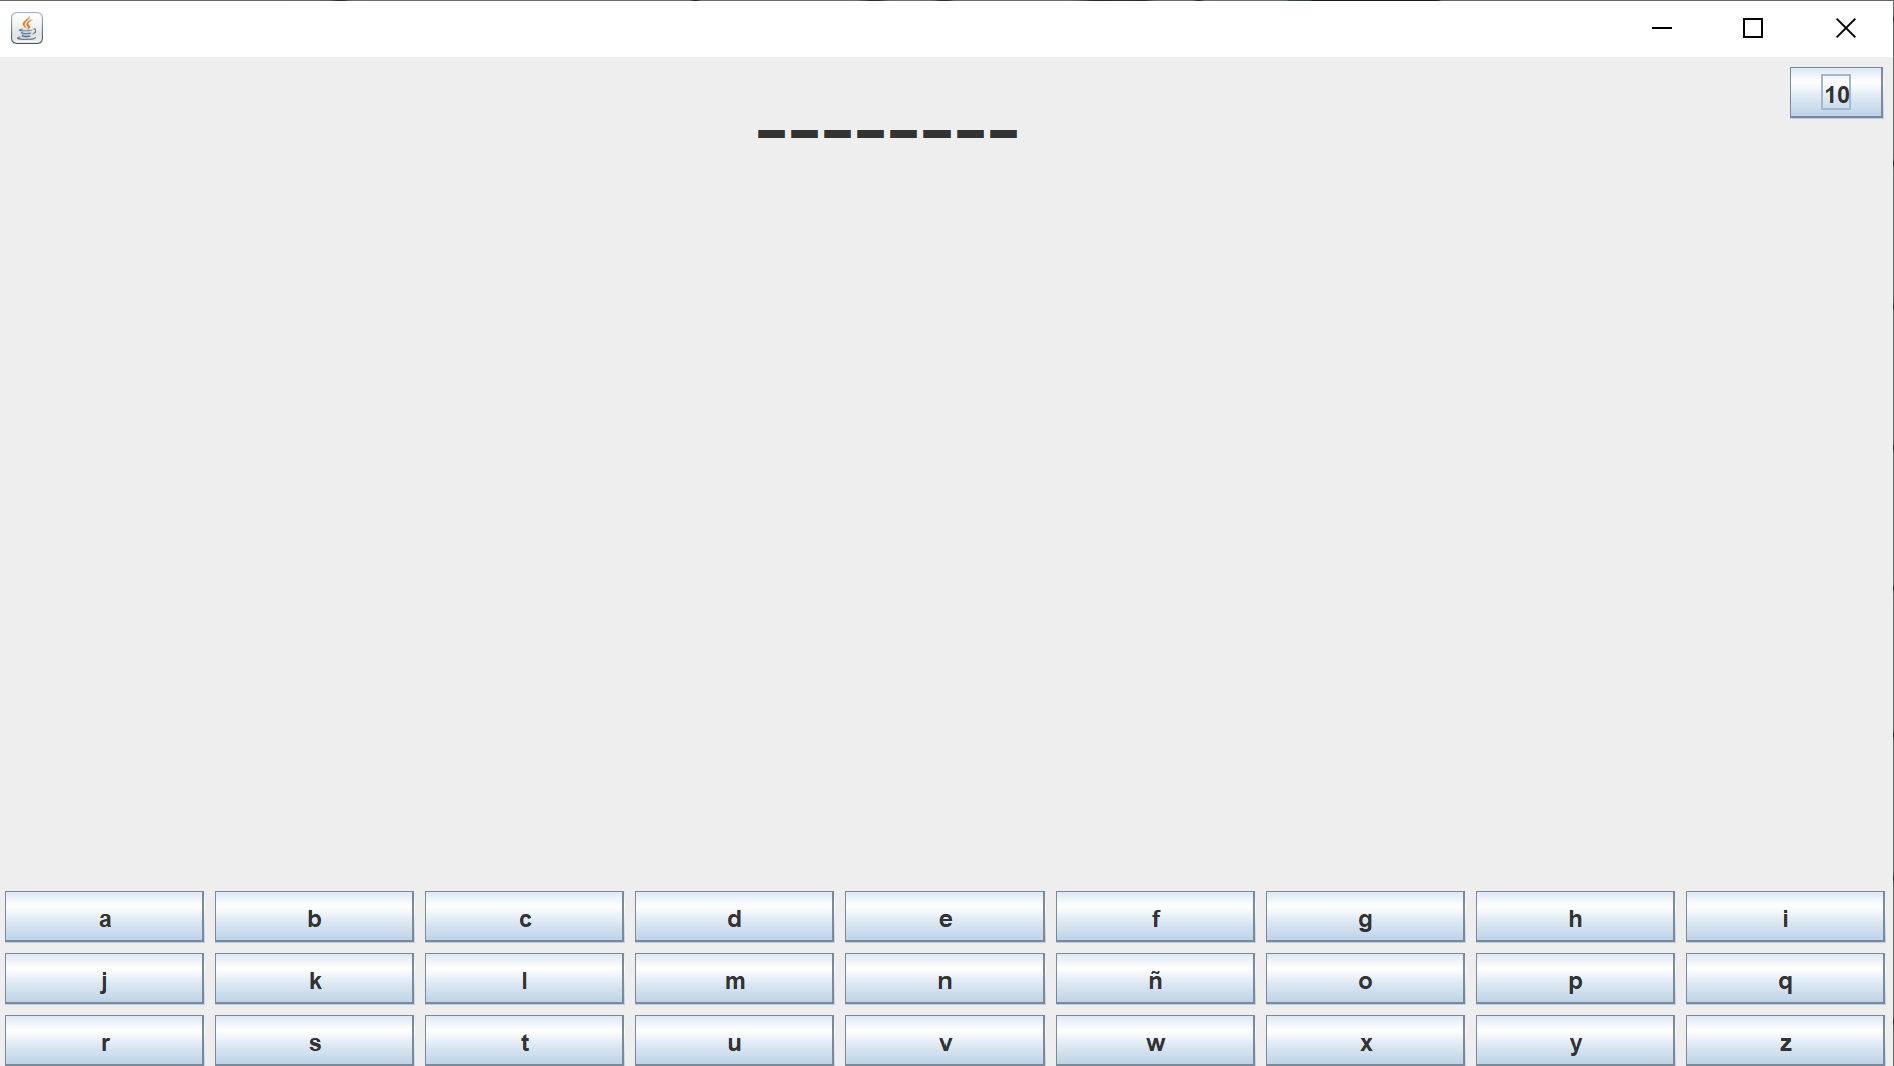 10
--------
a b c d e f g h i
j k l m n ñ o p q
r s t u v w x y z